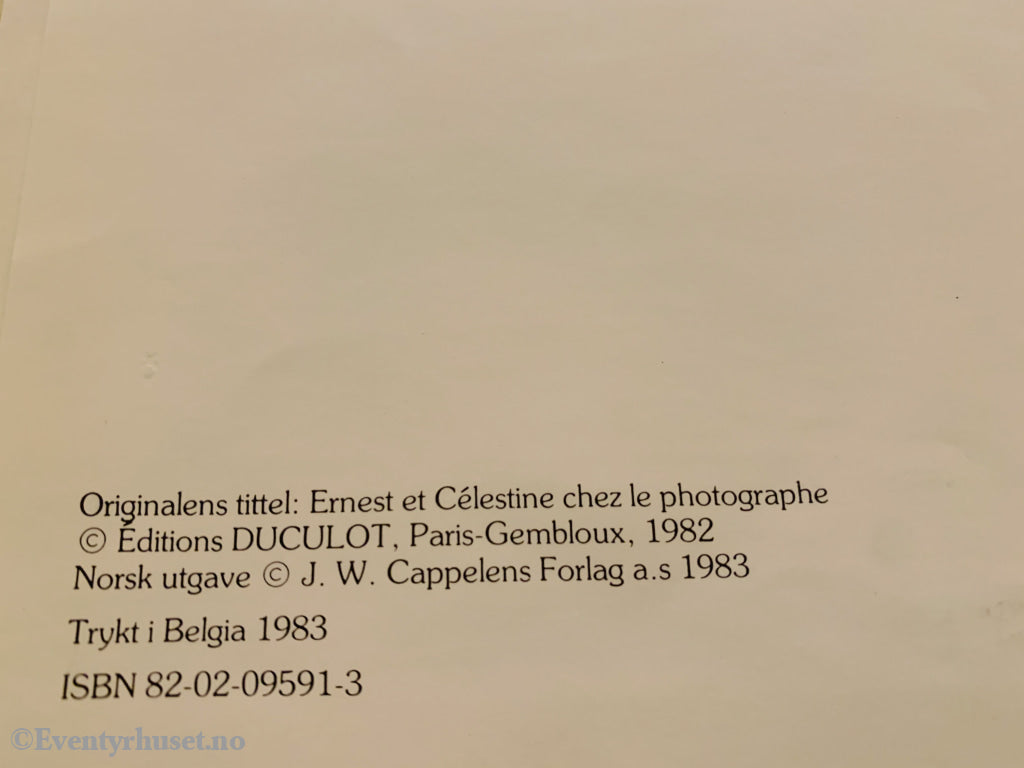 Originalens tittel: Ernest et Célestine chez le photographe
© Éditions DUCULOT, Paris-Gembloux, 1982
Norsk utgave © J. W. Cappelens Forlag a.s 1983
Trykt i Belgia 1983
ISBN 82-02-09591-3
©Eventyrhuset.no